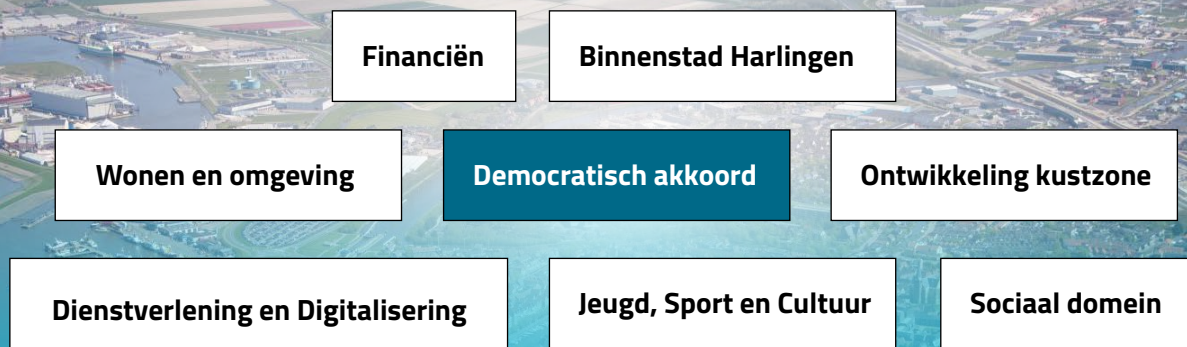 Financiën
Binnenstad Harlingen
Wonen en omgeving
Democratisch akkoord
Ontwikkeling kustzone
Dienstverlening en Digitalisering
Jeugd, Sport en Cultuur
Sociaal domein